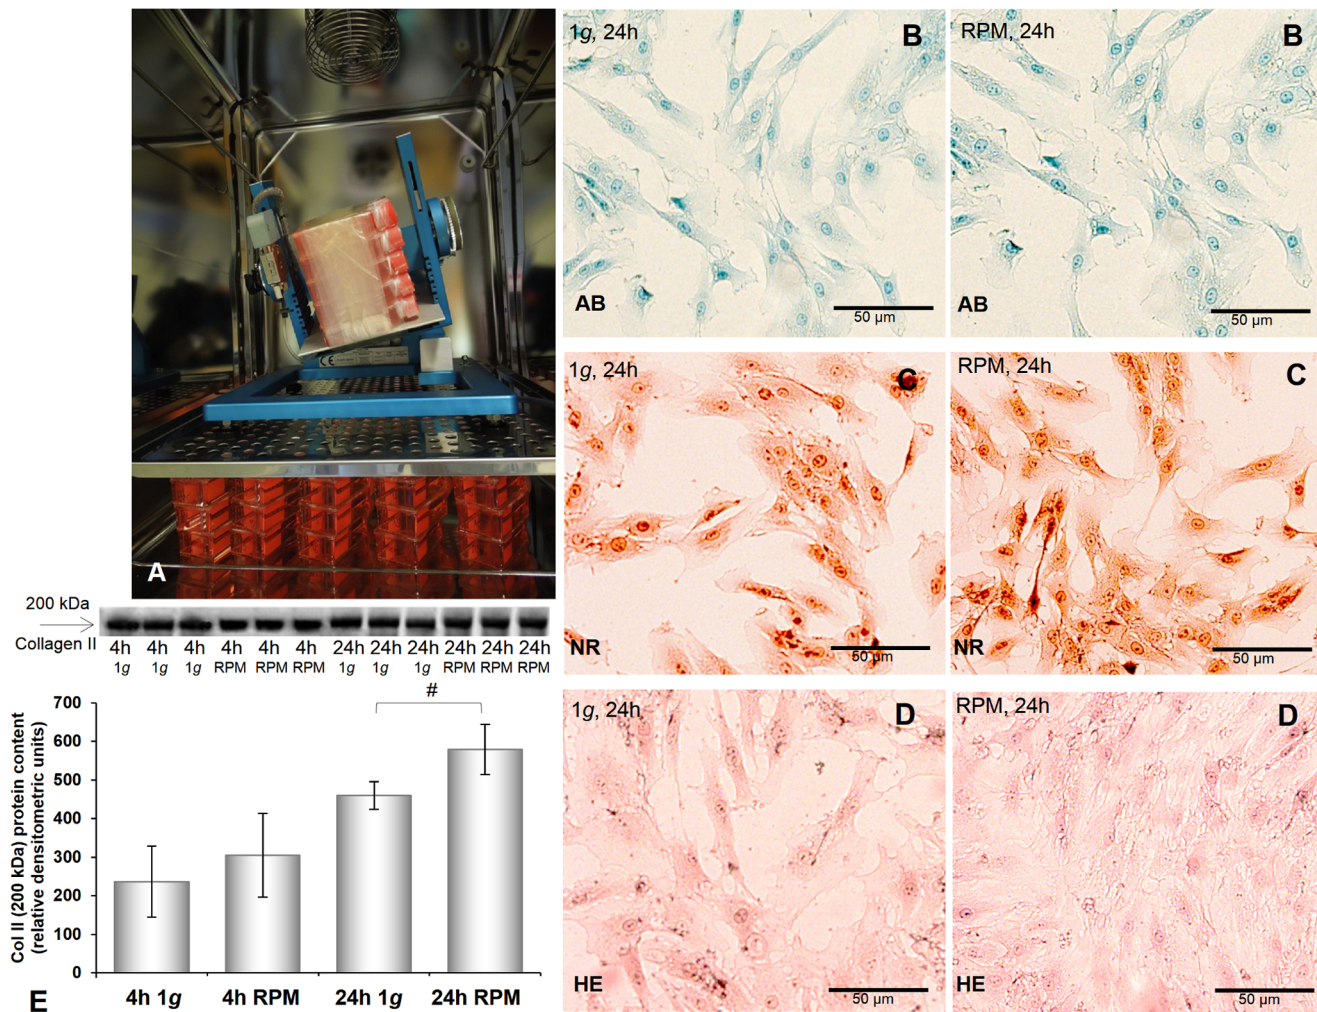 A
1g, 24h
B
AB
50 µm
RPM, 24h
B
AB
50 µm
1g, 24h
C
NR
50 µm
RPM, 24h
C
NR
50 µm
1g, 24h
D
HE
50 µm
RPM, 24h
D
HE
50 µm
200 kDa
Collagen II
4h 4h 4h 4h 4h 4h 24h 24h 24h 24h 24h 24h
1g 1g 1g RPM RPM RPM 1g 1g 1g RPM RPM RPM
#
Col II (200 kDa) protein content
(relative densitometric units)
700
600
500
400
300
200
100
0
4h 1g 4h RPM 24h 1g 24h RPM
E
CE